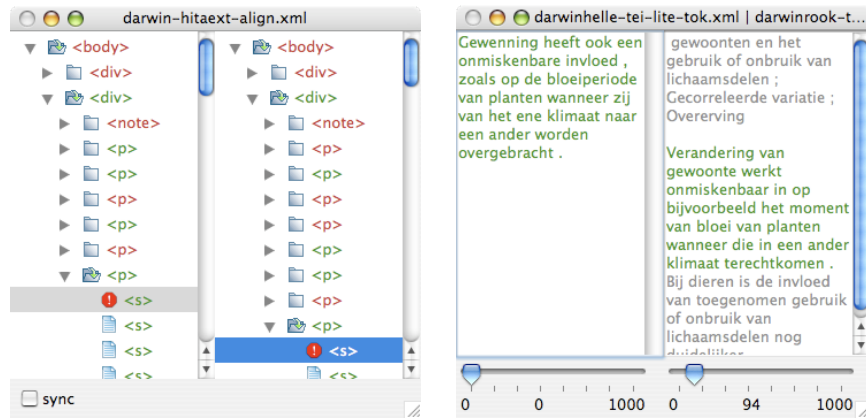 darwin-hitaext-align.xml
<body>
<div>
<div>
<note>
<p>
<p>
<p>
<p>
<p>
<p>
<s>
<s>
<s>
<s>
<body>
<div>
<div>
<note>
<p>
<p>
<p>
<p>
<p>
<p>
<p>
<p>
<s>
<s>
sync
darwinhelle-tei-lite-tok.xml | darwinrook-t...
Gewenning heeft ook een
onmiskenbare invloed ,
zoals op de bloeiperiode
van planten wanneer zij
van het ene klimaat naar
een ander worden
overgebracht .
gewoonten en het
gebruik of onbruik van
lichaamsdelen ;
Gecorreleerde variatie ;
Overerving
Verandering van
gewoonte werkt
onmiskenbaar in op
bijvoorbeeld het moment
van bloei van planten
wanneer die in een ander
klimaat terechtkomen .
Bij dieren is de invloed
van toegenomen gebruik
of onbruik van
lichaamsdelen nog
duidelijker
0 0 1000
0 94 1000